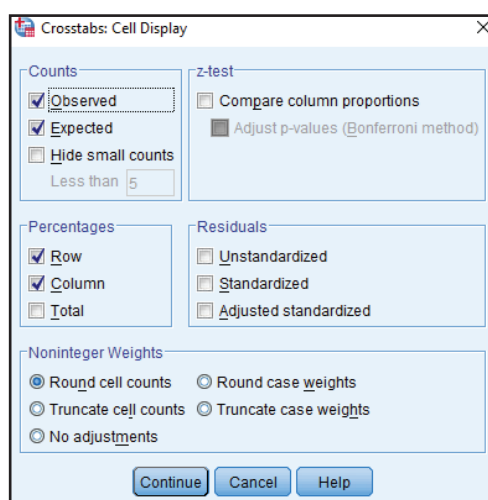 Crosstabs: Cell Display
Counts
Observed
Expected
Hide small counts
Less than 5
z-test
Compare column proportions
Adjust p-values (Bonferroni method)
Percentages
Row
Column
Total
Residuals
Unstandardized
Standardized
Adjusted standardized
Noninteger Weights
Round cell counts Round case weights
Truncate cell counts Truncate case weights
No adjustments
Continue Cancel Help